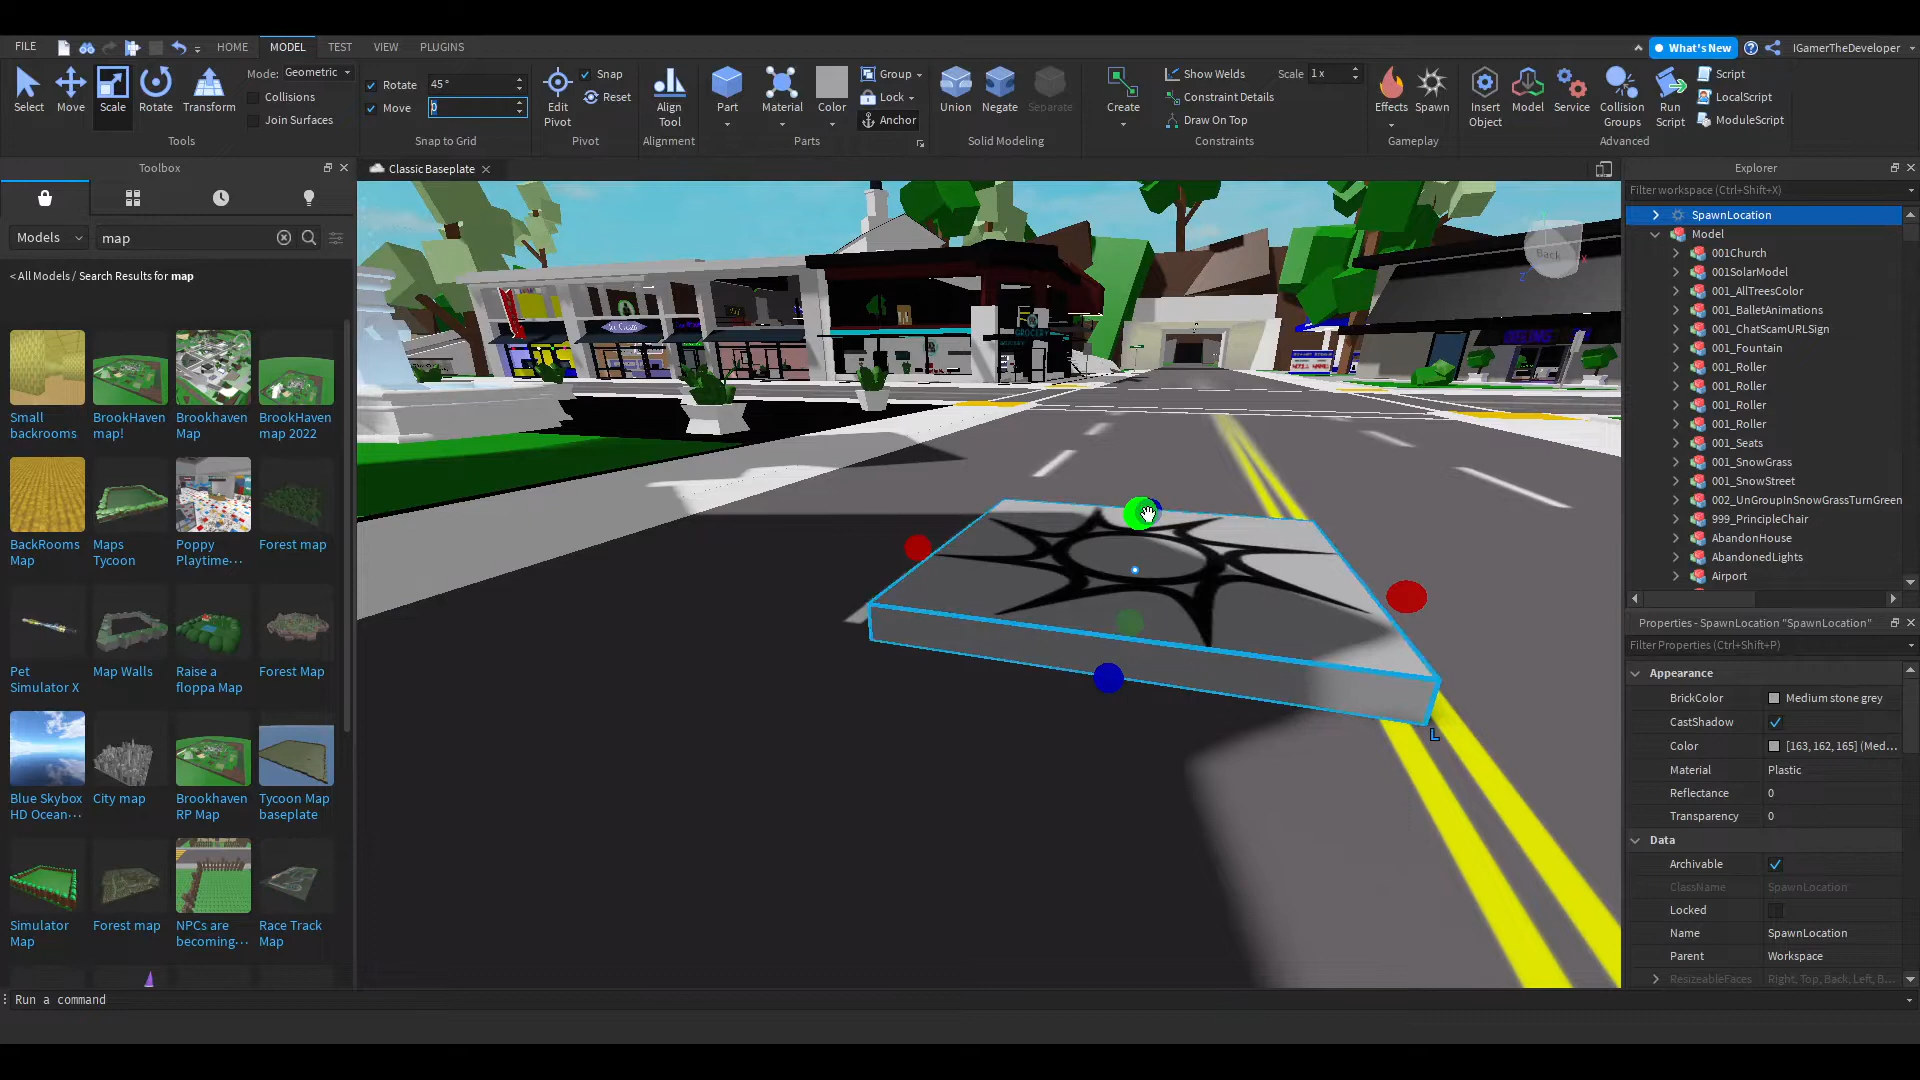 FILE
HOME
MODEL
TEST
VIEW
PLUGINS
What's New
IGamerTheDeveloper
Select
Move
Scale
Rotate
Transform
Mode: Geometric
Collisions
Join Surfaces
Tools
Rotate 45°
Move 0
Snap to Grid
Edit
Pivot
Snap
Reset
Pivot
Align
Tool
Alignment
Part
Material
Color
Group
Lock
Anchor
Parts
Union
Negate
Separate
Solid Modeling
Create
Show Welds
Constraint Details
Draw On Top
Scale 1 x
Constraints
Effects
Spawn
Gameplay
Insert
Object
Model
Service
Collision
Groups
Run
Script
Script
LocalScript
ModuleScript
Advanced
Toolbox
Models
map
< All Models / Search Results for map
Small
backrooms
BrookHaven
map!
Brookhaven
Map
BrookHaven
map 2022
BackRooms
Map
Maps
Tycoon
Poppy
Playtime···
Forest map
Pet
Simulator X
Map Walls
Raise a
floppa Map
Forest Map
Blue Skybox
HD Ocean···
City map
Brookhaven
RP Map
Tycoon Map
baseplate
Simulator
Map
Forest map
NPCs are
becoming···
Race Track
Map
Classic Baseplate
GROCERY
Back
L
Explorer
Filter workspace (Ctrl+Shift+X)
SpawnLocation
Model
001Church
001SolarModel
001_AllTreesColor
001_BalletAnimations
001_ChatScamURLSign
001_Fountain
001_Roller
001_Roller
001_Roller
001_Roller
001_Seats
001_SnowGrass
001_SnowStreet
002_UnGroupInSnowGrassTurnGreen
999_PrincipleChair
AbandonHouse
AbandonedLights
Airport
Properties - SpawnLocation "SpawnLocation"
Filter Properties (Ctrl+Shift+P)
Appearance
BrickColor Medium stone grey
CastShadow
Color [163, 162, 165] (Med...
Material Plastic
Reflectance 0
Transparency 0
Data
Archivable
ClassName SpawnLocation
Locked
Name SpawnLocation
Parent Workspace
ResizeableFaces Right, Top, Back, Left, B...
Run a command